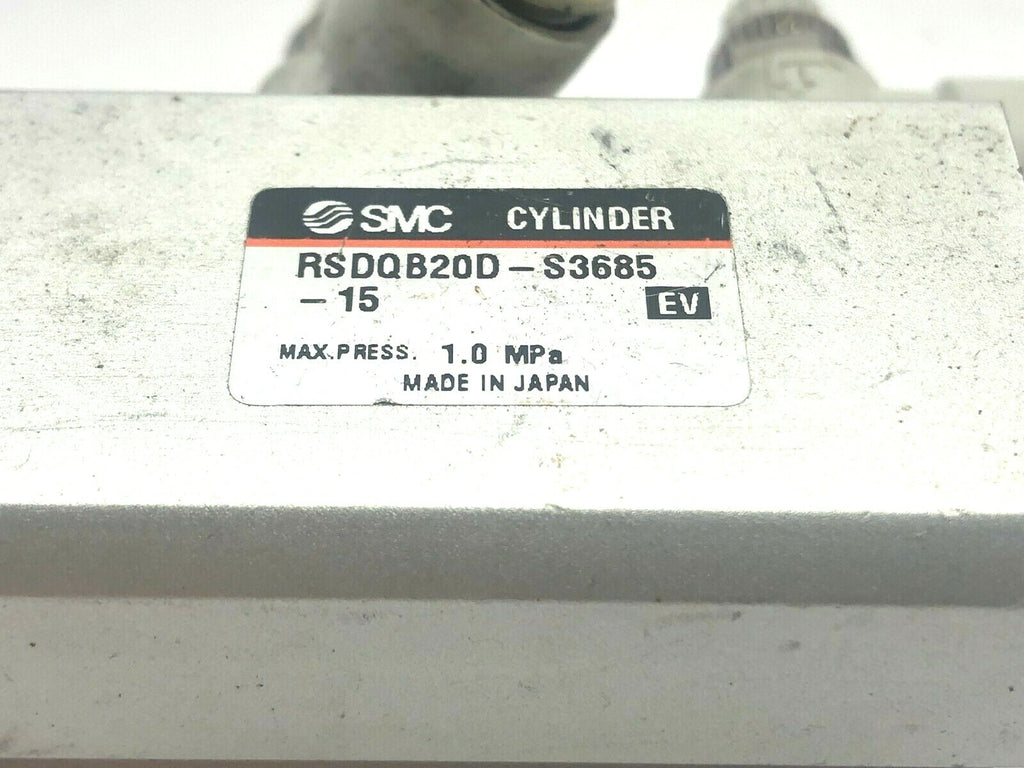 SMC CYLINDER
RSDQB20D-S3685
-15 EV
MAX.PRESS. 1.0 MPa
MADE IN JAPAN